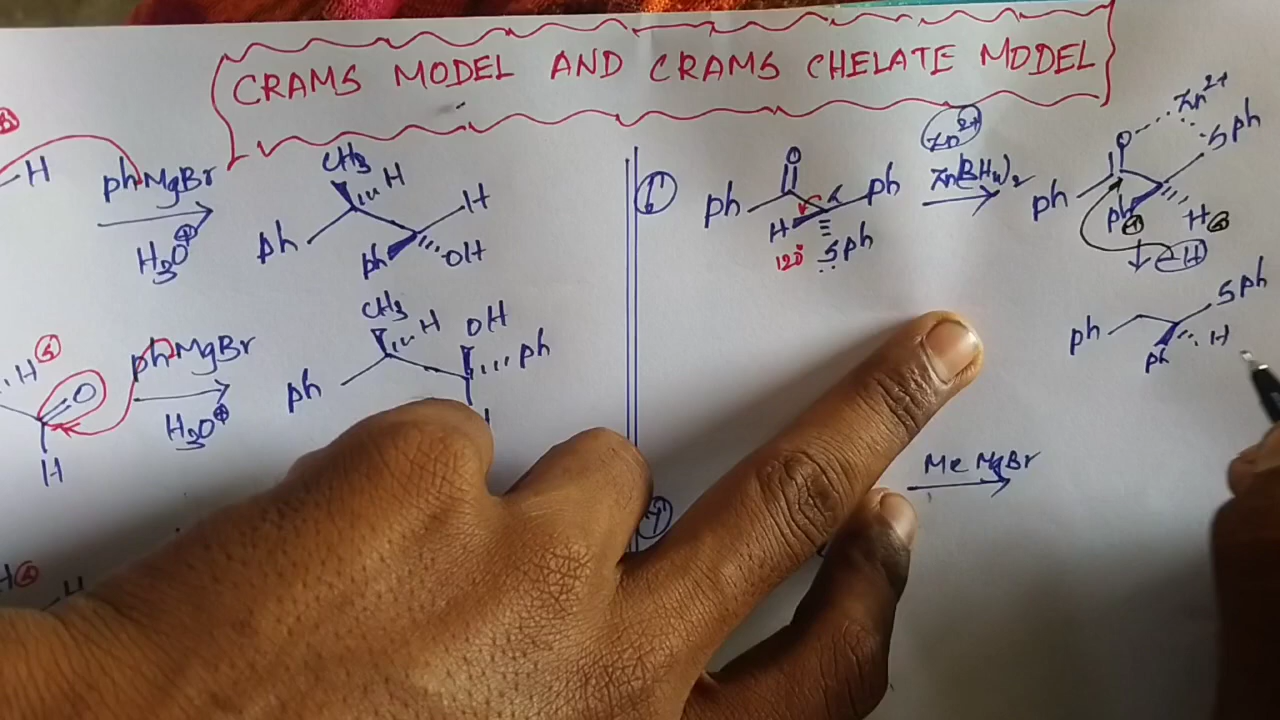 CRAMS MODEL AND CRAMS CHELATE MODEL
H
phMgBr
H3O⊕
CH3
H
H
Ph
Ph
OH
H
O
H
phMgBr
H3O⊕
CH3
H
OH
Ph
Ph
H
Ph
O
α
Ph
H
120°
SPh
Zn2+
Zn(BH4)2
O
Zn2+
SPh
Ph
Ph
H
H
Ph
SPh
Ph
H
MeMgBr